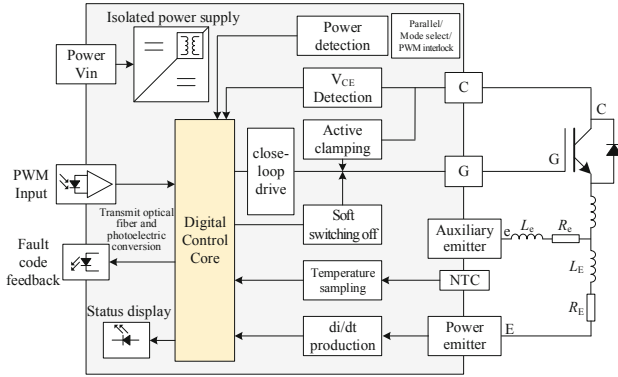 Isolated power supply
Power
detection
Parallel/
Mode select/
PWM interlock
Power
Vin
VCE
Detection
C
C
Active
clamping
close-
loop
drive
G
G
PWM
Input
Transmit optical
fiber and
photoelectric
conversion
Digital
Control
Core
Soft
switching off
Auxiliary
emitter
e
Le
Re
Fault
code
feedback
Temperature
sampling
NTC
LE
RE
Status display
di/dt
production
Power
emitter
E